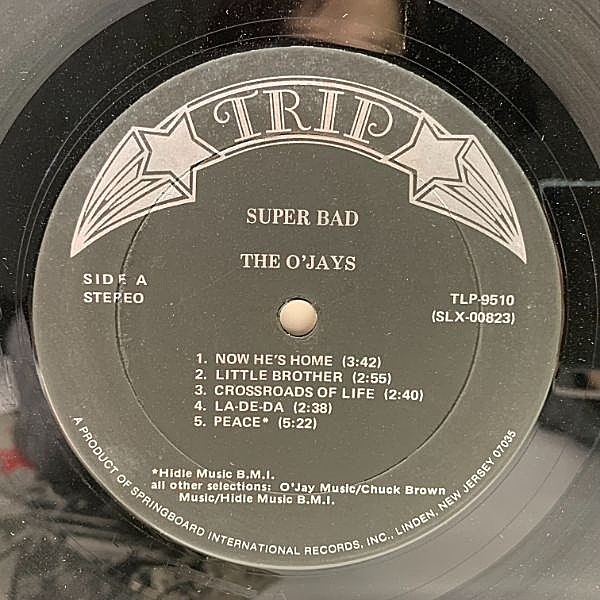 TRIP
SUPER BAD
THE O'JAYS
SIDE A
STEREO
TLP-9510
(SLX-00823)
1. NOW HE'S HOME (3:42)
2. LITTLE BROTHER (2:55)
3. CROSSROADS OF LIFE (2:40)
4. LA-DE-DA (2:38)
5. PEACE* (5:22)
*Hidle Music B.M.I.
all other selections: O'Jay Music/Chuck Brown
Music/Hidle Music B.M.I.
A PRODUCT OF SPRINGBOARD INTERNATIONAL RECORDS, INC., LINDEN, NEW JERSEY 07036